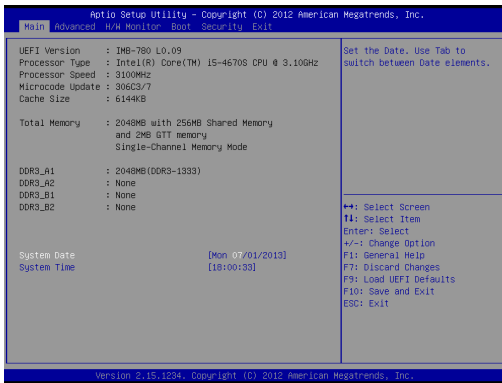 Aptio Setup Utility - Copyright (C) 2012 American Megatrends, Inc.
Main Advanced H/W Monitor Boot Security Exit
UEFI Version : IMB-780 L0.09
Processor Type : Intel(R) Core(TM) i5-4670S CPU @ 3.10GHz
Processor Speed : 3100MHz
Microcode Update : 306C3/7
Cache Size : 6144KB
Total Memory : 2048MB with 256MB Shared Memory
and 2MB GTT memory
Single-Channel Memory Mode
DDR3_A1 : 2048MB(DDR3-1333)
DDR3_A2 : None
DDR3_B1 : None
DDR3_B2 : None
System Date [Mon 07/01/2013]
System Time [18:00:33]
Set the Date. Use Tab to
switch between Date elements.
↔: Select Screen
↑↓: Select Item
Enter: Select
+/-: Change Option
F1: General Help
F7: Discard Changes
F9: Load UEFI Defaults
F10: Save and Exit
ESC: Exit
Version 2.15.1234. Copyright (C) 2012 American Megatrends, Inc.